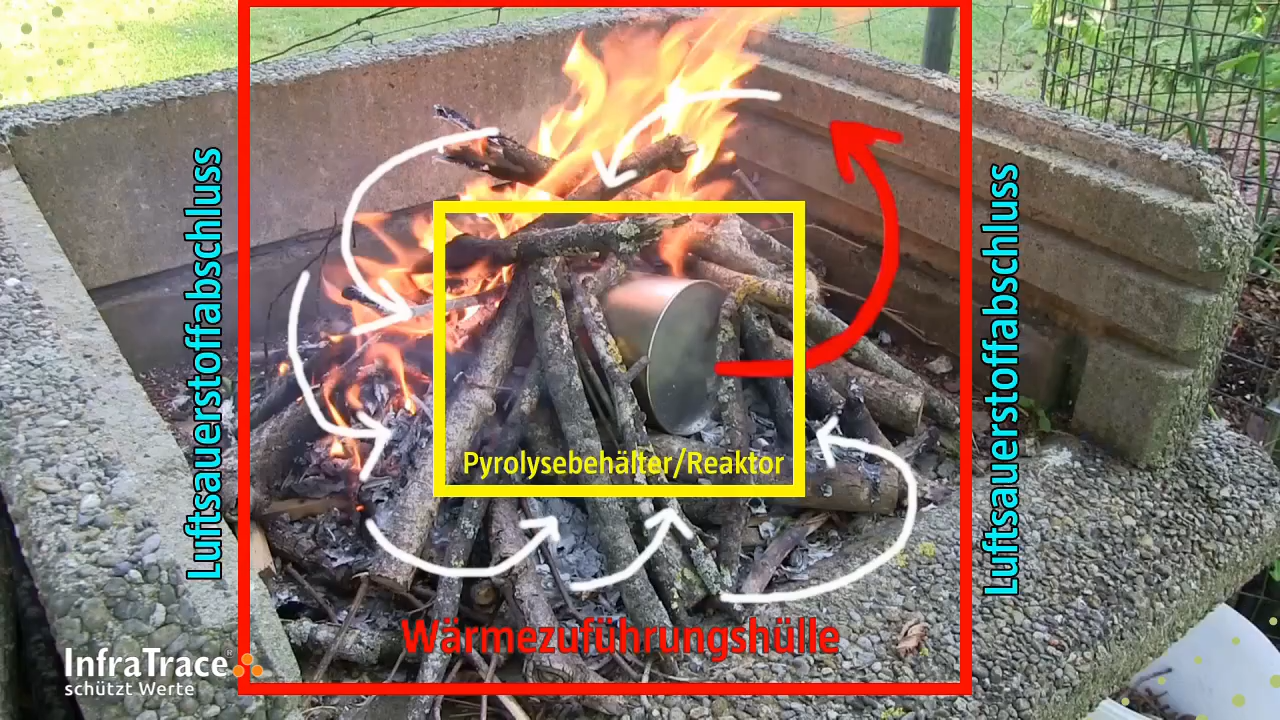 Luftsauerstoffabschluss
Luftsauerstoffabschluss
Pyrolysebehälter/Reaktor
Wärmezuführungshülle
InfraTrace®
schützt Werte